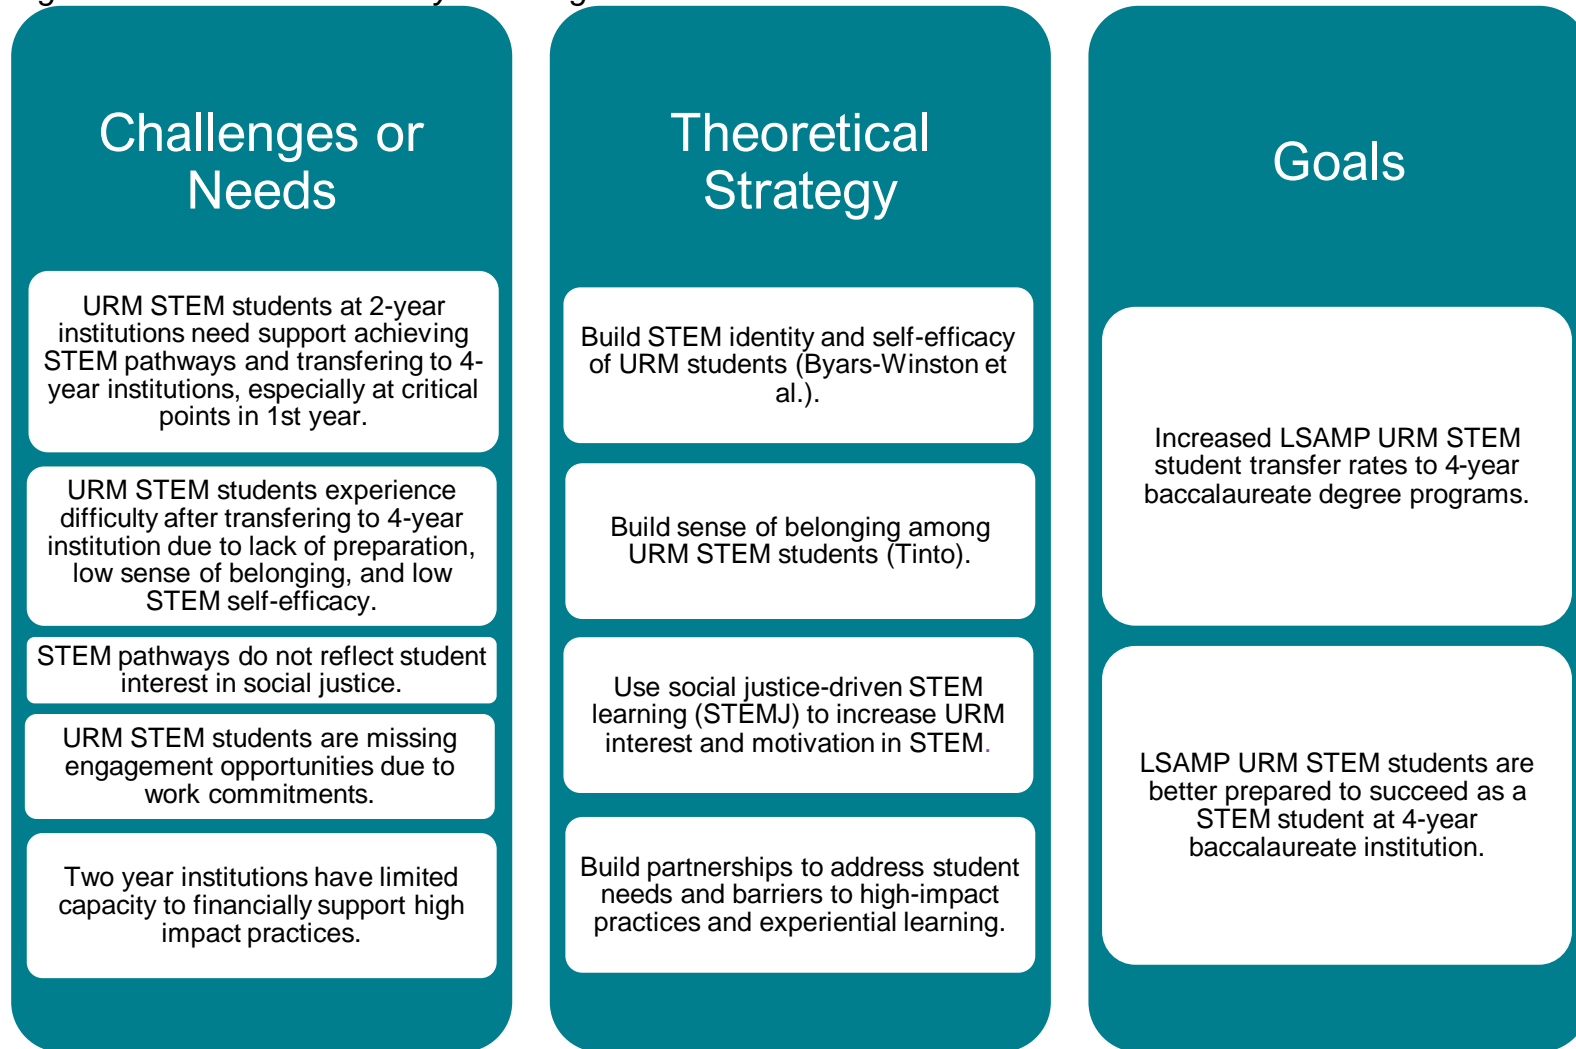 Challenges or
Needs
URM STEM students at 2-year
institutions need support achieving
STEM pathways and transfering to 4-
year institutions, especially at critical
points in 1st year.
URM STEM students experience
difficulty after transfering to 4-year
institution due to lack of preparation,
low sense of belonging, and low
STEM self-efficacy.
STEM pathways do not reflect student
interest in social justice.
URM STEM students are missing
engagement opportunities due to
work commitments.
Two year institutions have limited
capacity to financially support high
impact practices.
Theoretical
Strategy
Build STEM identity and self-efficacy
of URM students (Byars-Winston et
al.).
Build sense of belonging among
URM STEM students (Tinto).
Use social justice-driven STEM
learning (STEMJ) to increase URM
interest and motivation in STEM.
Build partnerships to address student
needs and barriers to high-impact
practices and experiential learning.
Goals
Increased LSAMP URM STEM
student transfer rates to 4-year
baccalaureate degree programs.
LSAMP URM STEM students are
better prepared to succeed as a
STEM student at 4-year
baccalaureate institution.